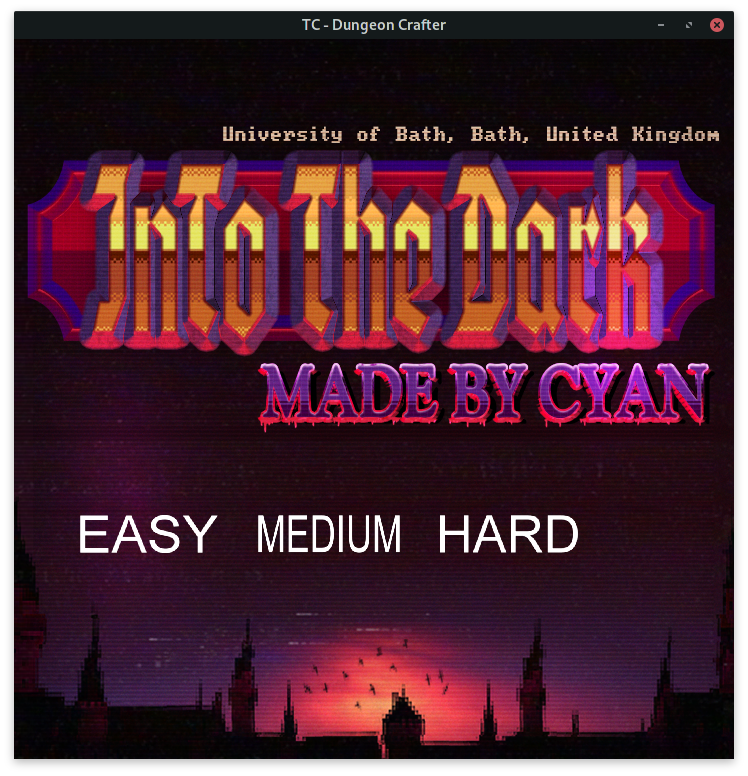 TC - Dungeon Crafter
University of Bath, Bath, United Kingdom
InTo The Dark
MADE BY CYAN
EASY MEDIUM HARD